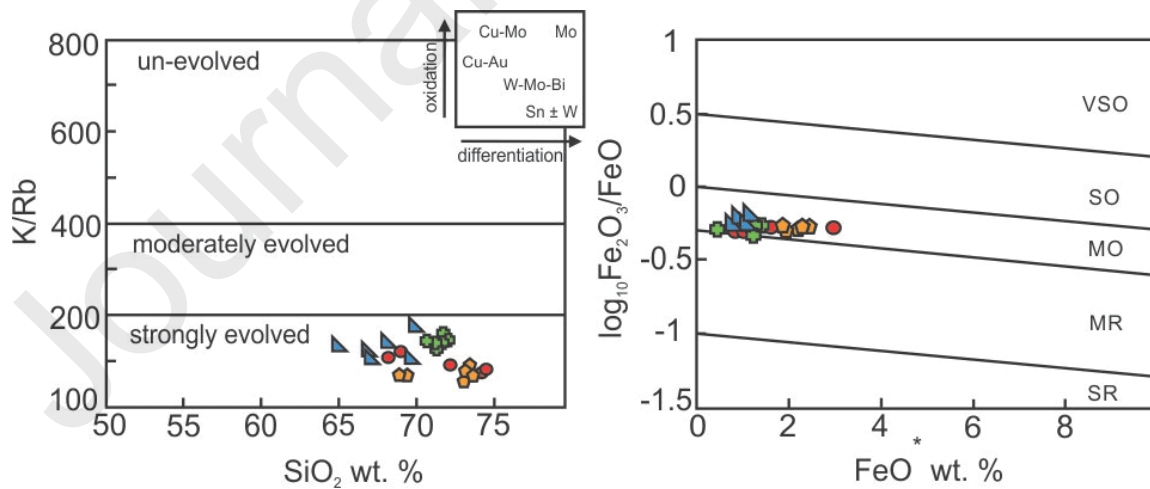 Journa
800
600
400
200
100
K/Rb
un-evolved
moderately evolved
strongly evolved
50
55
60
65
70
75
SiO₂ wt. %
oxidation
Cu-Mo Mo
Cu-Au
W-Mo-Bi
Sn ± W
differentiation
1
0.5
0
-0.5
-1
-1.5
log₁₀Fe₂O₃/FeO
VSO
SO
MO
MR
SR
0
2
4
6
8
FeO* wt. %